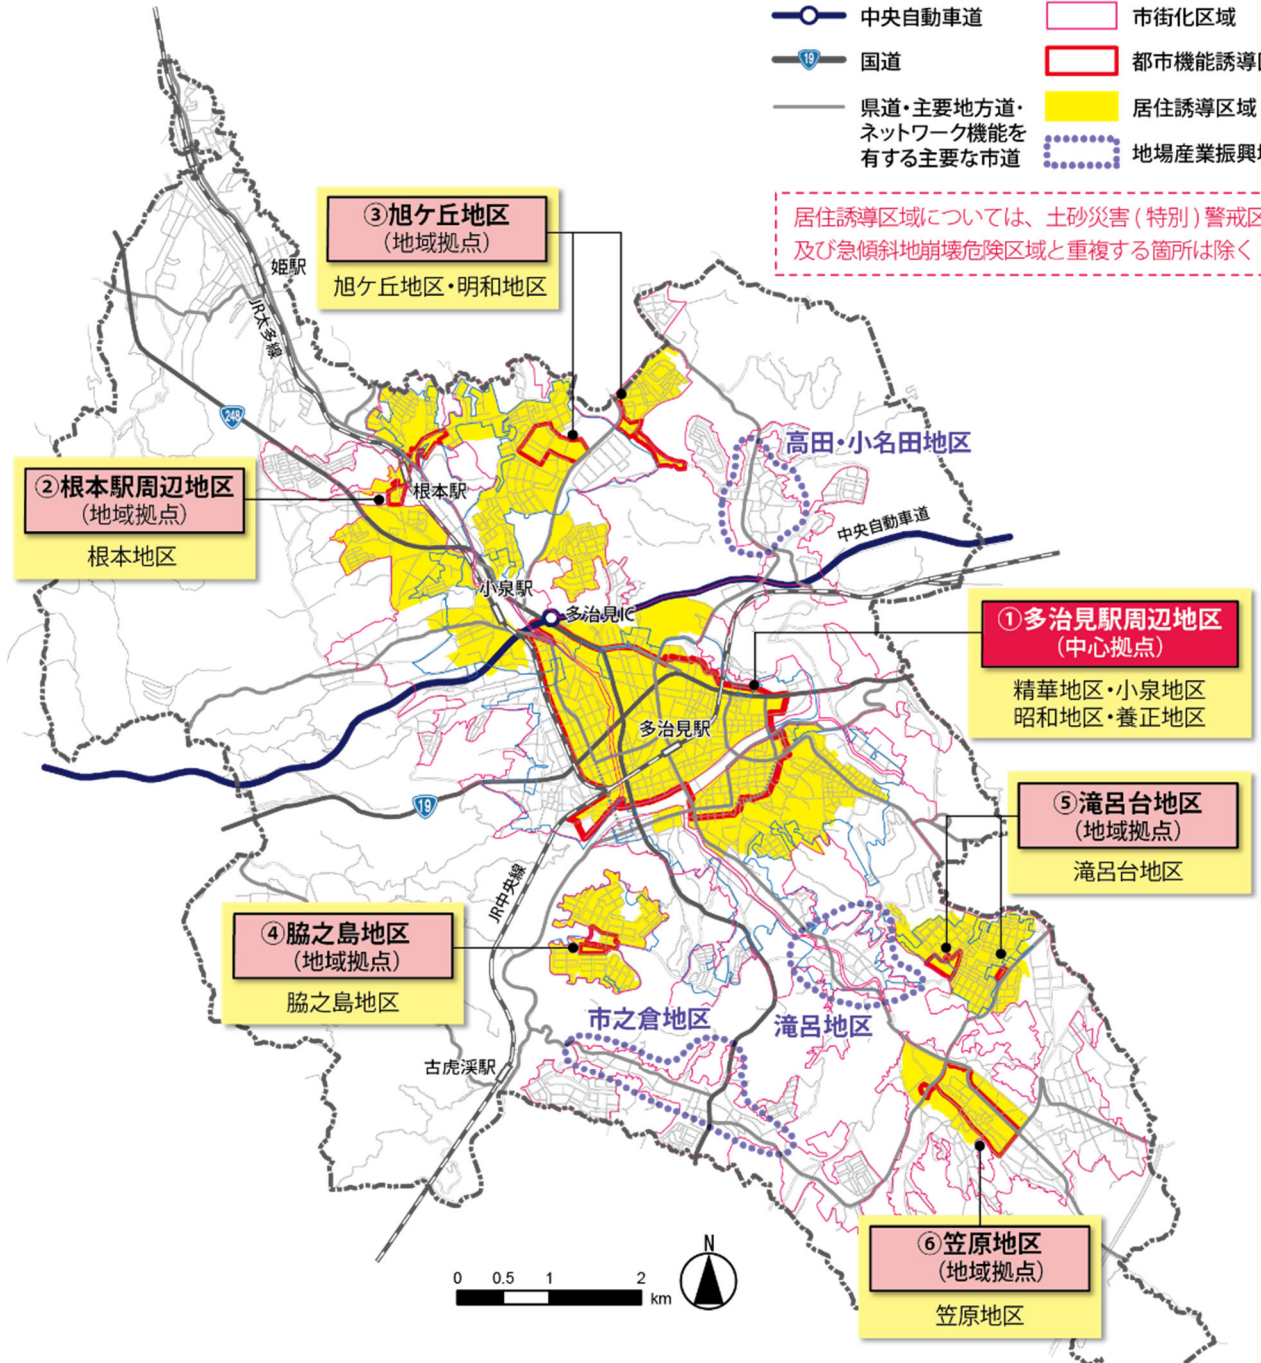 中央自動車道
市街化区域
19
国道
都市機能誘導
県道・主要地方道・
ネットワーク機能を
有する主要な市道
居住誘導区域
地場産業振興
居住誘導区域については、土砂災害(特別)警戒区
及び急傾斜地崩壊危険区域と重複する箇所は除く
③旭ケ丘地区
(地域拠点)
旭ケ丘地区・明和地区
姫駅
JR太多線
248
高田・小名田地区
②根本駅周辺地区
(地域拠点)
根本地区
根本駅
中央自動車道
小泉駅
多治見IC
①多治見駅周辺地区
(中心拠点)
精華地区・小泉地区
昭和地区・養正地区
多治見駅
19
⑤滝呂台地区
(地域拠点)
滝呂台地区
JR中央線
④脇之島地区
(地域拠点)
脇之島地区
市之倉地区
滝呂地区
古虎渓駅
⑥笠原地区
(地域拠点)
笠原地区
0 0.5 1 2
km
N